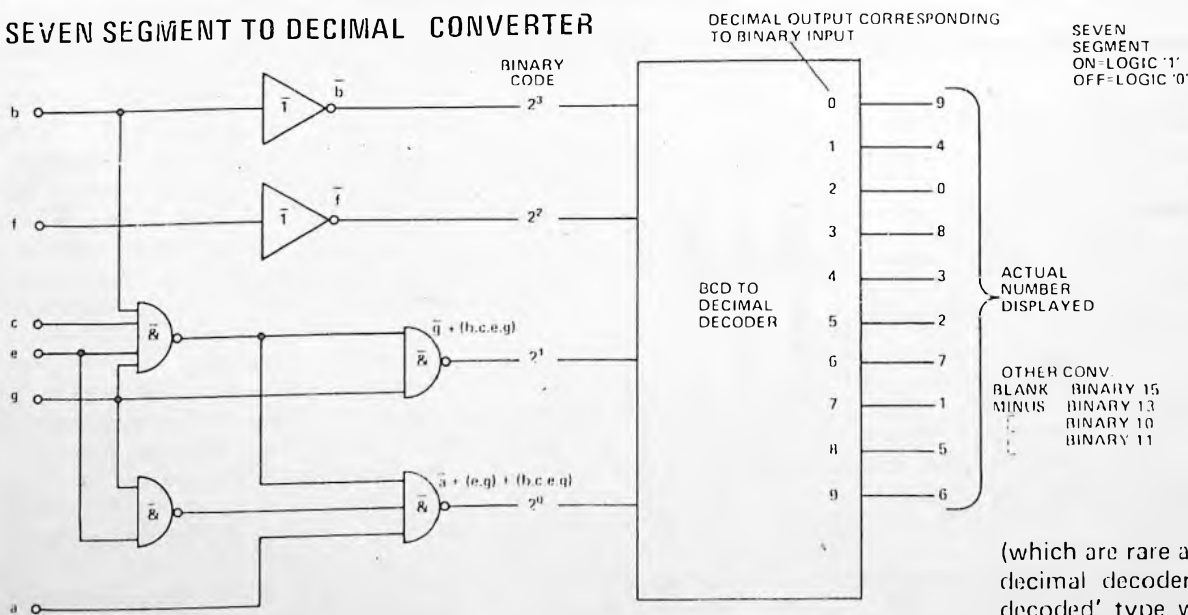 SEVEN SEGMENT TO DECIMAL CONVERTER
DECIMAL OUTPUT CORRESPONDING
TO BINARY INPUT
SEVEN
SEGMENT
ON=LOGIC '1'
OFF=LOGIC '0'
BINARY
CODE
b
1̅
b̅
2³
f
1̅
f̅
2²
c
e
g
&̅
&̅
g̅ + (b.c.e.g)
2¹
&̅
&̅
a̅ + (e.g) + (b.c.e.g)
2⁰
a
BCD TO
DECIMAL
DECODER
0 9
1 4
2 0
3 8
4 3
5 2
6 7
7 1
8 5
9 6
ACTUAL
NUMBER
DISPLAYED
OTHER CONV.
BLANK BINARY 15
MINUS BINARY 13
BINARY 10
BINARY 11
(which are rare a
decimal decoder
decoded' type